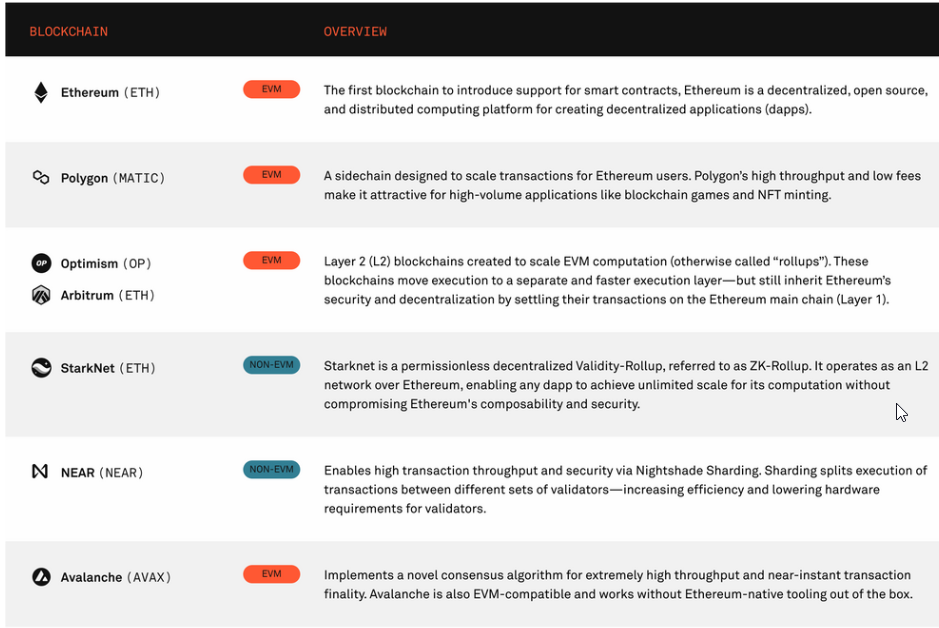 BLOCKCHAIN OVERVIEW
Ethereum (ETH) EVM The first blockchain to introduce support for smart contracts, Ethereum is a decentralized, open source,
and distributed computing platform for creating decentralized applications (dapps).
Polygon (MATIC) EVM A sidechain designed to scale transactions for Ethereum users. Polygon's high throughput and low fees
make it attractive for high-volume applications like blockchain games and NFT minting.
OP Optimism (OP) EVM Layer 2 (L2) blockchains created to scale EVM computation (otherwise called “rollups”). These
blockchains move execution to a separate and faster execution layer—but still inherit Ethereum's
Arbitrum (ETH) security and decentralization by settling their transactions on the Ethereum main chain (Layer 1).
StarkNet (ETH) NON-EVM Starknet is a permissionless decentralized Validity-Rollup, referred to as ZK-Rollup. It operates as an L2
network over Ethereum, enabling any dapp to achieve unlimited scale for its computation without
compromising Ethereum's composability and security.
NEAR (NEAR) NON-EVM Enables high transaction throughput and security via Nightshade Sharding. Sharding splits execution of
transactions between different sets of validators—increasing efficiency and lowering hardware
requirements for validators.
Avalanche (AVAX) EVM Implements a novel consensus algorithm for extremely high throughput and near-instant transaction
finality. Avalanche is also EVM-compatible and works without Ethereum-native tooling out of the box.